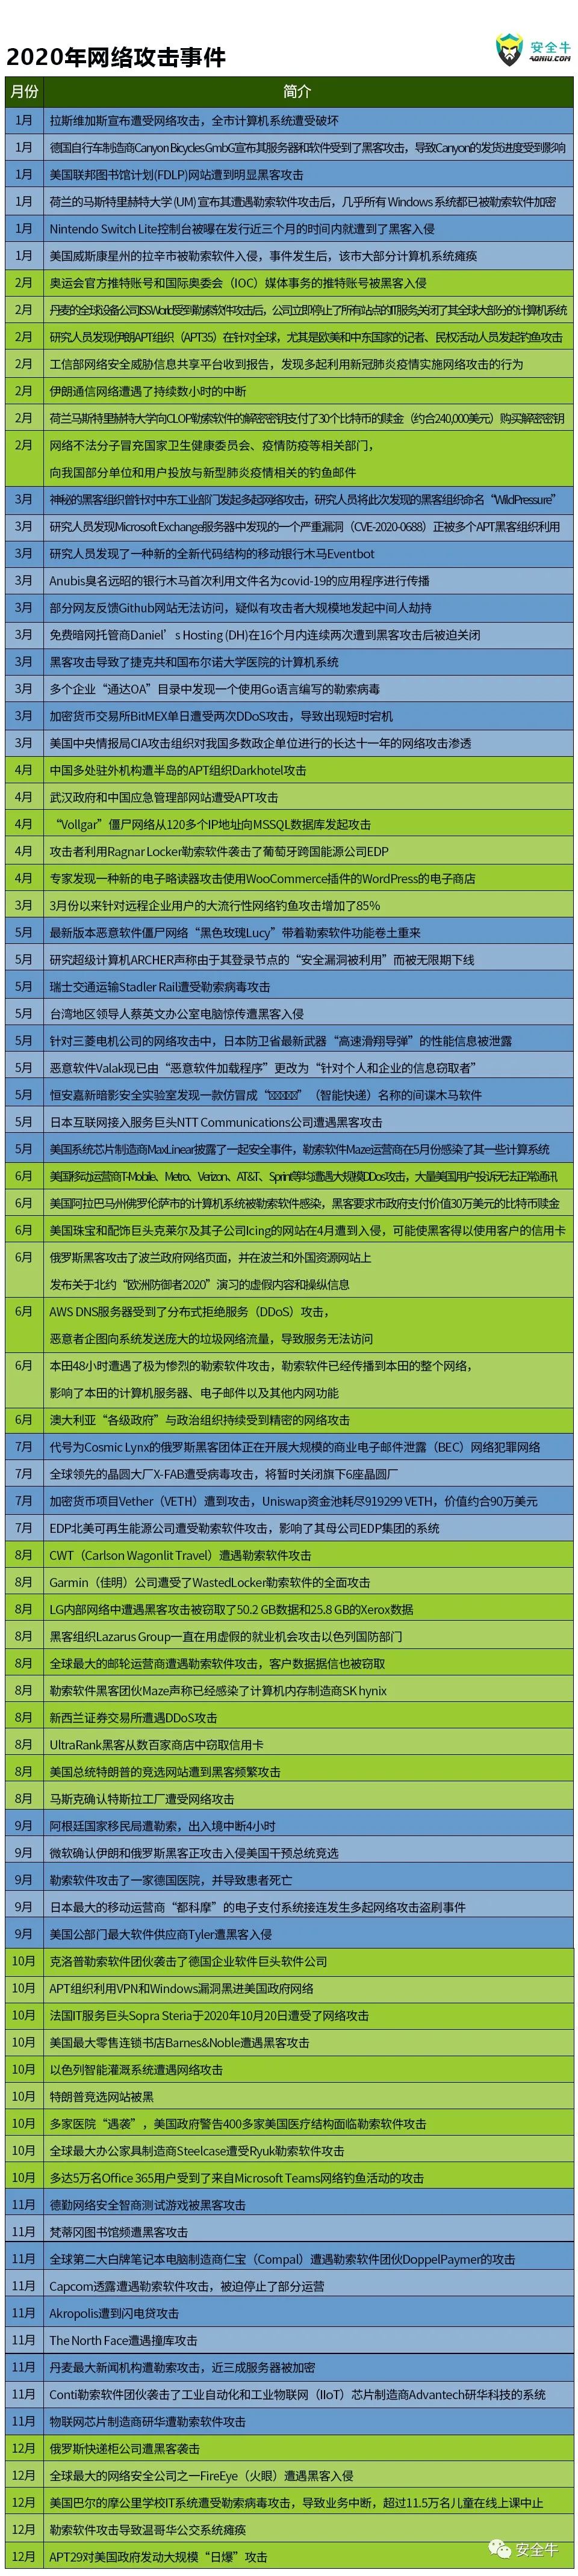 2020年网络攻击事件
安全牛
AQNIU.COM
月份 简介
1月 拉斯维加斯宣布遭受网络攻击，全市计算机系统遭受破坏
1月 德国自行车制造商Canyon Bicycles GmbG宣布其服务器和软件受到了黑客攻击，导致Canyon的发货进度受到影响
1月 美国联邦图书馆计划(FDLP)网站遭到明显黑客攻击
1月 荷兰的马斯特里赫特大学 (UM) 宣布其遭遇勒索软件攻击后，几乎所有 Windows 系统都已被勒索软件加密
1月 Nintendo Switch Lite控制台被曝在发行近三个月的时间内就遭到了黑客入侵
1月 美国威斯康星州的拉辛市被勒索软件入侵，事件发生后，该市大部分计算机系统瘫痪
2月 奥运会官方推特账号和国际奥委会（IOC）媒体事务的推特账号被黑客入侵
2月 丹麦的全球设备公司ISSWorld受到勒索软件攻击后，公司立即停止了所有站点的IT服务关闭了其全球大部分的计算机系统
2月 研究人员发现伊朗APT组织（APT35）在针对全球，尤其是欧美和中东国家的记者、民权活动人员发起钓鱼攻击
2月 工信部网络安全威胁信息共享平台收到报告，发现多起利用新冠肺炎疫情实施网络攻击的行为
2月 伊朗通信网络遭遇了持续数小时的中断
2月 荷兰马斯特里赫特大学向CLOP勒索软件的解密密钥支付了30个比特币的赎金（约合240,000美元）购买解密密钥
2月 网络不法分子冒充国家卫生健康委员会、疫情防疫等相关部门，
向我国部分单位和用户投放与新型肺炎疫情相关的钓鱼邮件
3月 神秘的黑客组织曾针对中东工业部门发起多起网络攻击，研究人员将此次发现的黑客组织命名“WildPressure”
3月 研究人员发现Microsoft Exchange服务器中发现的一个严重漏洞（CVE-2020-0688）正被多个APT黑客组织利用
3月 研究人员发现了一种新的全新代码结构的移动银行木马Eventbot
3月 Anubis臭名远昭的银行木马首次利用文件名为covid-19的应用程序进行传播
3月 部分网友反馈Github网站无法访问，疑似有攻击者大规模地发起中间人劫持
3月 免费暗网托管商Daniel’s Hosting (DH)在16个月内连续两次遭到黑客攻击后被迫关闭
3月 黑客攻击导致了捷克共和国布尔诺大学医院的计算机系统
3月 多个企业“通达OA”目录中发现一个使用Go语言编写的勒索病毒
3月 加密货币交易所BitMEX单日遭受两次DDoS攻击，导致出现短时宕机
3月 美国中央情报局CIA攻击组织对我国多数政企单位进行的长达十一年的网络攻击渗透
4月 中国多处驻外机构遭半岛的APT组织Darkhotel攻击
4月 武汉政府和中国应急管理部网站遭受APT攻击
4月 “Vollgar”僵尸网络从120多个IP地址向MSSQL数据库发起攻击
4月 攻击者利用Ragnar Locker勒索软件袭击了葡萄牙跨国能源公司EDP
4月 专家发现一种新的电子略读器攻击使用WooCommerce插件的WordPress的电子商店
3月 3月份以来针对远程企业用户的大流行性网络钓鱼攻击增加了85%
5月 最新版本恶意软件僵尸网络“黑色玫瑰Lucy”带着勒索软件功能卷土重来
5月 研究超级计算机ARCHER声称由于其登录节点的“安全漏洞被利用”而被无限期下线
5月 瑞士交通运输Stadler Rail遭受勒索病毒攻击
5月 台湾地区领导人蔡英文办公室电脑惊传遭黑客入侵
5月 针对三菱电机公司的网络攻击中，日本防卫省最新武器“高速滑翔导弹”的性能信息被泄露
5月 恶意软件Valak现已由“恶意软件加载程序”更改为“针对个人和企业的信息窃取者”
5月 恒安嘉新暗影安全实验室发现一款仿冒成“”（智能快递）名称的间谍木马软件
5月 日本互联网接入服务巨头NTT Communications公司遭遇黑客攻击
5月 美国系统芯片制造商MaxLinear披露了一起安全事件，勒索软件Maze运营商在5月份感染了其一些计算系统
6月 美国移动运营商T-Mobile、Metro、Verizon、AT&T、Sprint等均遭遇大规模DDos攻击，大量美国用户投诉无法正常通讯
6月 美国阿拉巴马州佛罗伦萨市的计算机系统被勒索软件感染，黑客要求市政府支付价值30万美元的比特币赎金
6月 美国珠宝和配饰巨头克莱尔及其子公司Icing的网站在4月遭到入侵，可能使黑客得以使用客户的信用卡
6月 俄罗斯黑客攻击了波兰政府网络页面，并在波兰和外国资源网站上
发布关于北约“欧洲防御者2020”演习的虚假内容和操纵信息
6月 AWS DNS服务器受到了分布式拒绝服务（DDoS）攻击，
恶意者企图向系统发送庞大的垃圾网络流量，导致服务无法访问
6月 本田48小时遭遇了极为惨烈的勒索软件攻击，勒索软件已经传播到本田的整个网络，
影响了本田的计算机服务器、电子邮件以及其他内网功能
6月 澳大利亚“各级政府”与政治组织持续受到精密的网络攻击
7月 代号为Cosmic Lynx的俄罗斯黑客团体正在开展大规模的商业电子邮件泄露（BEC）网络犯罪网络
7月 全球领先的晶圆大厂X-FAB遭受病毒攻击，将暂时关闭旗下6座晶圆厂
7月 加密货币项目Vether（VETH）遭到攻击，Uniswap资金池耗尽919299 VETH，价值约合90万美元
7月 EDP北美可再生能源公司遭受勒索软件攻击，影响了其母公司EDP集团的系统
8月 CWT（Carlson Wagonlit Travel）遭遇勒索软件攻击
8月 Garmin（佳明）公司遭受了WastedLocker勒索软件的全面攻击
8月 LG内部网络中遭遇黑客攻击被窃取了50.2 GB数据和25.8 GB的Xerox数据
8月 黑客组织Lazarus Group一直在用虚假的就业机会攻击以色列国防部门
8月 全球最大的邮轮运营商遭遇勒索软件攻击，客户数据据信也被窃取
8月 勒索软件黑客团伙Maze声称已经感染了计算机内存制造商SK hynix
8月 新西兰证券交易所遭遇DDoS攻击
8月 UltraRank黑客从数百家商店中窃取信用卡
8月 美国总统特朗普的竞选网站遭到黑客频繁攻击
8月 马斯克确认特斯拉工厂遭受网络攻击
9月 阿根廷国家移民局遭勒索，出入境中断4小时
9月 微软确认伊朗和俄罗斯黑客正攻击入侵美国干预总统竞选
9月 勒索软件攻击了一家德国医院，并导致患者死亡
9月 日本最大的移动运营商“都科摩”的电子支付系统接连发生多起网络攻击盗刷事件
9月 美国公部门最大软件供应商Tyler遭黑客入侵
10月 克洛普勒索软件团伙袭击了德国企业软件巨头软件公司
10月 APT组织利用VPN和Windows漏洞黑进美国政府网络
10月 法国IT服务巨头Sopra Steria于2020年10月20日遭受了网络攻击
10月 美国最大零售连锁书店Barnes&Noble遭遇黑客攻击
10月 以色列智能灌溉系统遭遇网络攻击
10月 特朗普竞选网站被黑
10月 多家医院“遇袭”，美国政府警告400多家美国医疗结构面临勒索软件攻击
10月 全球最大办公家具制造商Steelcase遭受Ryuk勒索软件攻击
10月 多达5万名Office 365用户受到了来自Microsoft Teams网络钓鱼活动的攻击
11月 德勤网络安全智商测试游戏被黑客攻击
11月 梵蒂冈图书馆频遭黑客攻击
11月 全球第二大白牌笔记本电脑制造商仁宝（Compal）遭遇勒索软件团伙DoppelPaymer的攻击
11月 Capcom透露遭遇勒索软件攻击，被迫停止了部分运营
11月 Akropolis遭到闪电贷攻击
11月 The North Face遭遇撞库攻击
11月 丹麦最大新闻机构遭勒索攻击，近三成服务器被加密
11月 Conti勒索软件团伙袭击了工业自动化和工业物联网（IIoT）芯片制造商Advantech研华科技的系统
11月 物联网芯片制造商研华遭勒索软件攻击
12月 俄罗斯快递柜公司遭黑客袭击
12月 全球最大的网络安全公司之一FireEye（火眼）遭遇黑客入侵
12月 美国巴尔的摩公里学校IT系统遭受勒索病毒攻击，导致业务中断，超过11.5万名儿童在线上课中止
12月 勒索软件攻击导致温哥华公交系统瘫痪
12月 APT29对美国政府发动大规模“日爆”攻击
安全牛